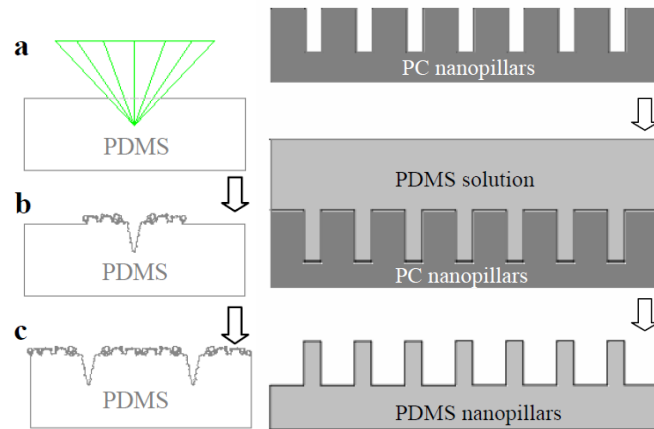 a
PDMS
b
PDMS
c
PDMS
PC nanopillars
PDMS solution
PC nanopillars
PDMS nanopillars